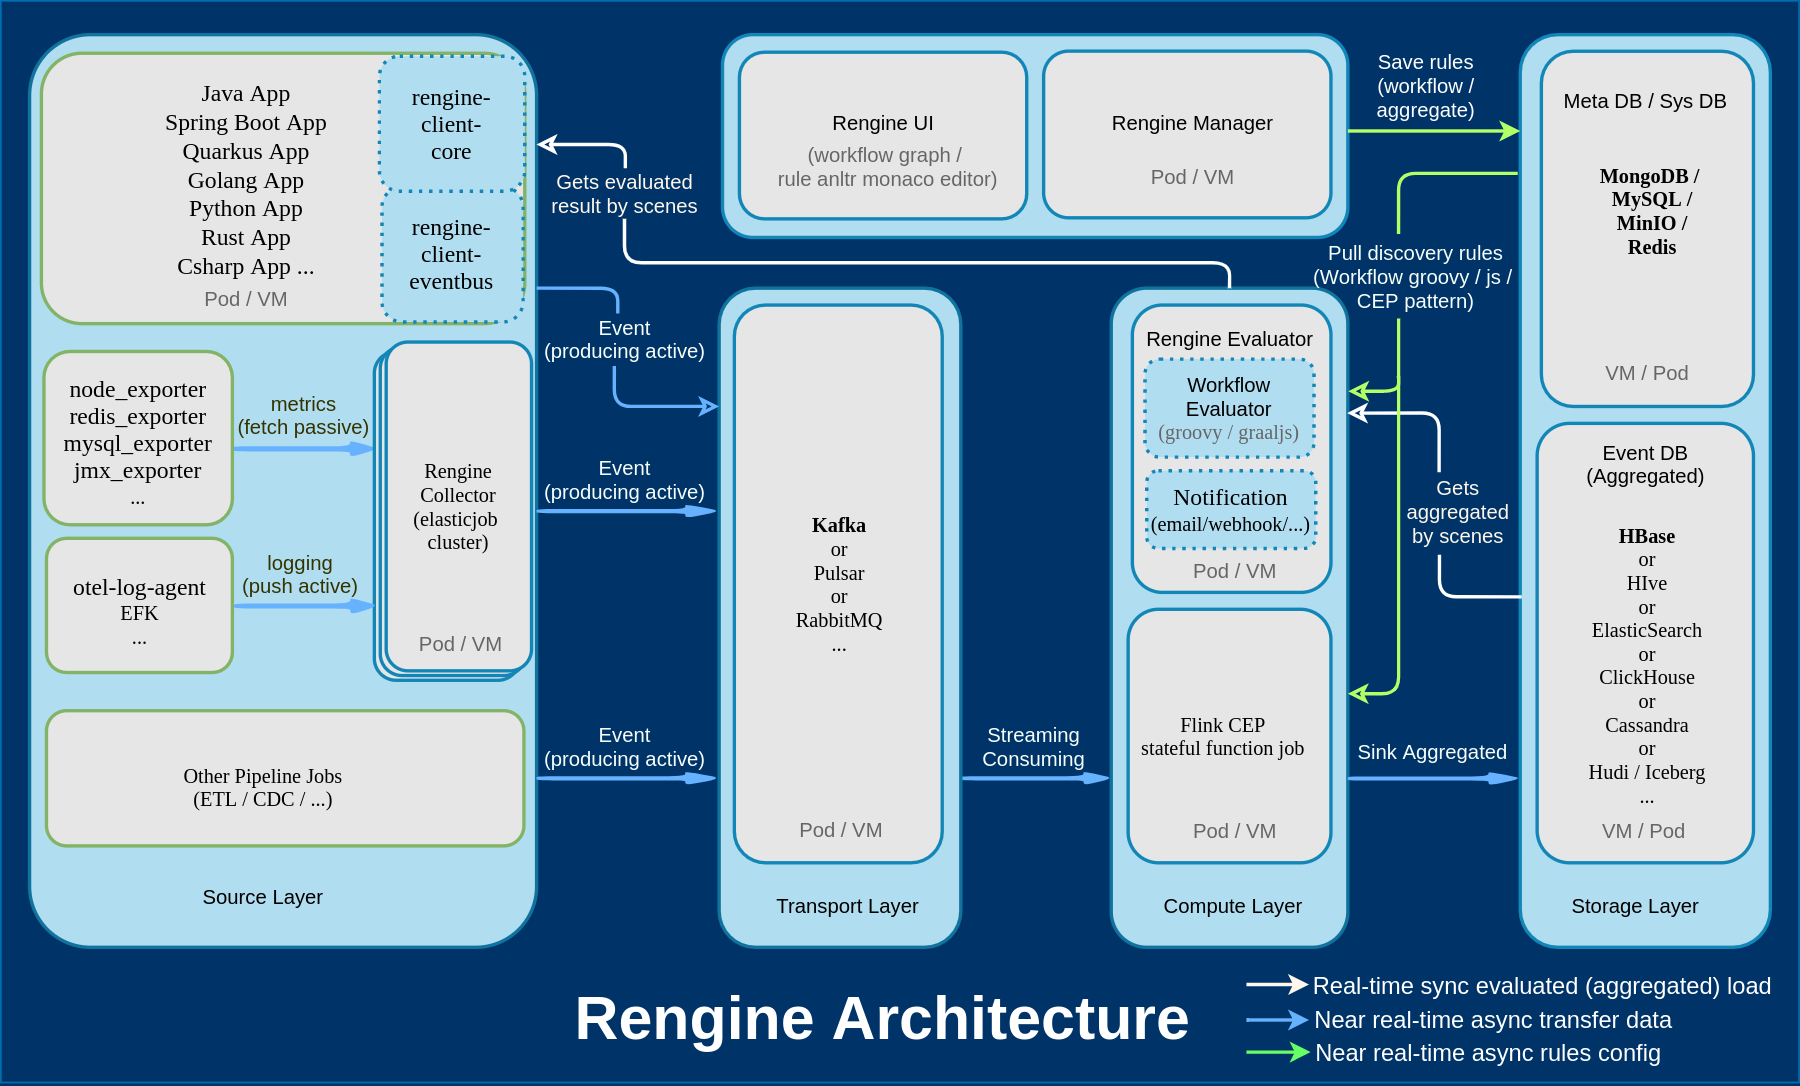 Java App
Spring Boot App
Quarkus App
Golang App
Python App
Rust App
Csharp App ...
Pod / VM
rengine-
client-
core
rengine-
client-
eventbus
node_exporter
redis_exporter
mysql_exporter
jmx_exporter
...
metrics
(fetch passive)
otel-log-agent
EFK
...
logging
(push active)
Rengine
Collector
(elasticjob
cluster)
Pod / VM
Other Pipeline Jobs
(ETL / CDC / ...)
Source Layer
Gets evaluated
result by scenes
Event
(producing active)
Event
(producing active)
Event
(producing active)
Rengine UI
(workflow graph /
rule anltr monaco editor)
Rengine Manager
Pod / VM
Save rules
(workflow /
aggregate)
Kafka
or
Pulsar
or
RabbitMQ
...
Pod / VM
Transport Layer
Streaming
Consuming
Rengine Evaluator
Workflow
Evaluator
(groovy / graaljs)
Notification
(email/webhook/...)
Pod / VM
Flink CEP
stateful function job
Pod / VM
Compute Layer
Pull discovery rules
(Workflow groovy / js /
CEP pattern)
Gets
aggregated
by scenes
Sink Aggregated
Meta DB / Sys DB
MongoDB /
MySQL /
MinIO /
Redis
VM / Pod
Event DB
(Aggregated)
HBase
or
HIve
or
ElasticSearch
or
ClickHouse
or
Cassandra
or
Hudi / Iceberg
...
VM / Pod
Storage Layer
Rengine Architecture
Real-time sync evaluated (aggregated) load
Near real-time async transfer data
Near real-time async rules config